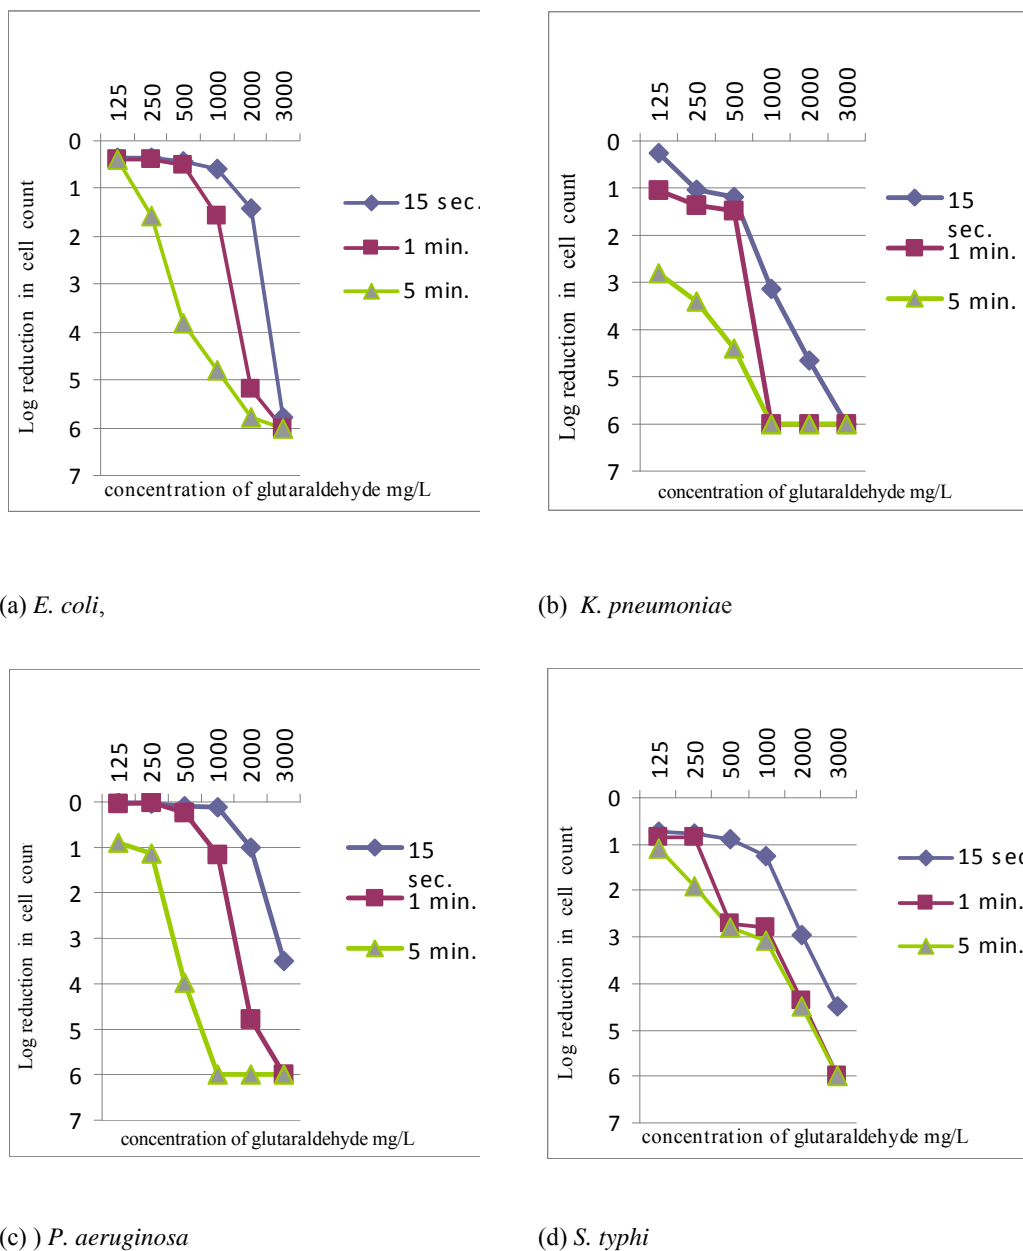 125
250
500
1000
2000
3000
0
1
2
3
4
5
6
7
Log reduction in cell count
15 sec.
1 min.
5 min.
concentration of glutaraldehyde mg/L
(a) E. coli,
125
250
500
1000
2000
3000
0
1
2
3
4
5
6
7
Log reduction in cell count
15
sec.
1 min.
5 min.
concentration of glutaraldehyde mg/L
(b) K. pneumoniae
125
250
500
1000
2000
3000
0
1
2
3
4
5
6
7
Log reduction in cell coun
15
sec.
1 min.
5 min.
concentration of glutaraldehyde mg/L
(c) ) P. aeruginosa
125
250
500
1000
2000
3000
0
1
2
3
4
5
6
7
Log reduction in cell count
15 sec
1 min.
5 min.
concentration of glutaraldehyde mg/L
(d) S. typhi